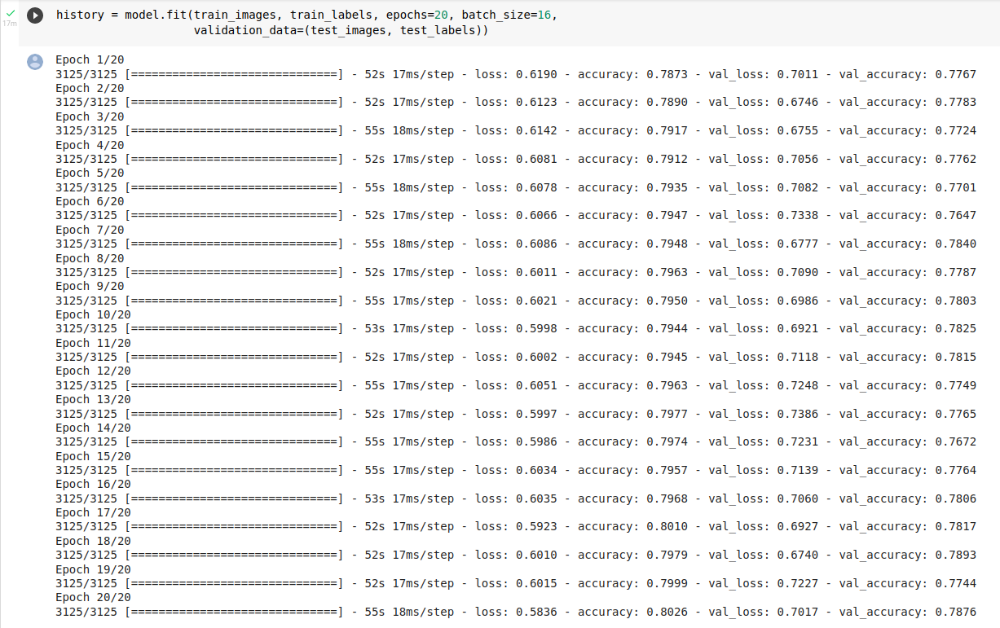 17m
history = model.fit(train_images, train_labels, epochs=20, batch_size=16,
validation_data=(test_images, test_labels))
Epoch 1/20
3125/3125 [==============================] - 52s 17ms/step - loss: 0.6190 - accuracy: 0.7873 - val_loss: 0.7011 - val_accuracy: 0.7767
Epoch 2/20
3125/3125 [==============================] - 52s 17ms/step - loss: 0.6123 - accuracy: 0.7890 - val_loss: 0.6746 - val_accuracy: 0.7783
Epoch 3/20
3125/3125 [==============================] - 55s 18ms/step - loss: 0.6142 - accuracy: 0.7917 - val_loss: 0.6755 - val_accuracy: 0.7724
Epoch 4/20
3125/3125 [==============================] - 52s 17ms/step - loss: 0.6081 - accuracy: 0.7912 - val_loss: 0.7056 - val_accuracy: 0.7762
Epoch 5/20
3125/3125 [==============================] - 55s 18ms/step - loss: 0.6078 - accuracy: 0.7935 - val_loss: 0.7082 - val_accuracy: 0.7701
Epoch 6/20
3125/3125 [==============================] - 52s 17ms/step - loss: 0.6066 - accuracy: 0.7947 - val_loss: 0.7338 - val_accuracy: 0.7647
Epoch 7/20
3125/3125 [==============================] - 55s 18ms/step - loss: 0.6086 - accuracy: 0.7948 - val_loss: 0.6777 - val_accuracy: 0.7840
Epoch 8/20
3125/3125 [==============================] - 52s 17ms/step - loss: 0.6011 - accuracy: 0.7963 - val_loss: 0.7090 - val_accuracy: 0.7787
Epoch 9/20
3125/3125 [==============================] - 55s 17ms/step - loss: 0.6021 - accuracy: 0.7950 - val_loss: 0.6986 - val_accuracy: 0.7803
Epoch 10/20
3125/3125 [==============================] - 53s 17ms/step - loss: 0.5998 - accuracy: 0.7944 - val_loss: 0.6921 - val_accuracy: 0.7825
Epoch 11/20
3125/3125 [==============================] - 52s 17ms/step - loss: 0.6002 - accuracy: 0.7945 - val_loss: 0.7118 - val_accuracy: 0.7815
Epoch 12/20
3125/3125 [==============================] - 55s 17ms/step - loss: 0.6051 - accuracy: 0.7963 - val_loss: 0.7248 - val_accuracy: 0.7749
Epoch 13/20
3125/3125 [==============================] - 52s 17ms/step - loss: 0.5997 - accuracy: 0.7977 - val_loss: 0.7386 - val_accuracy: 0.7765
Epoch 14/20
3125/3125 [==============================] - 55s 17ms/step - loss: 0.5986 - accuracy: 0.7974 - val_loss: 0.7231 - val_accuracy: 0.7672
Epoch 15/20
3125/3125 [==============================] - 55s 17ms/step - loss: 0.6034 - accuracy: 0.7957 - val_loss: 0.7139 - val_accuracy: 0.7764
Epoch 16/20
3125/3125 [==============================] - 53s 17ms/step - loss: 0.6035 - accuracy: 0.7968 - val_loss: 0.7060 - val_accuracy: 0.7806
Epoch 17/20
3125/3125 [==============================] - 52s 17ms/step - loss: 0.5923 - accuracy: 0.8010 - val_loss: 0.6927 - val_accuracy: 0.7817
Epoch 18/20
3125/3125 [==============================] - 52s 17ms/step - loss: 0.6010 - accuracy: 0.7979 - val_loss: 0.6740 - val_accuracy: 0.7893
Epoch 19/20
3125/3125 [==============================] - 52s 17ms/step - loss: 0.6015 - accuracy: 0.7999 - val_loss: 0.7227 - val_accuracy: 0.7744
Epoch 20/20
3125/3125 [==============================] - 55s 18ms/step - loss: 0.5836 - accuracy: 0.8026 - val_loss: 0.7017 - val_accuracy: 0.7876